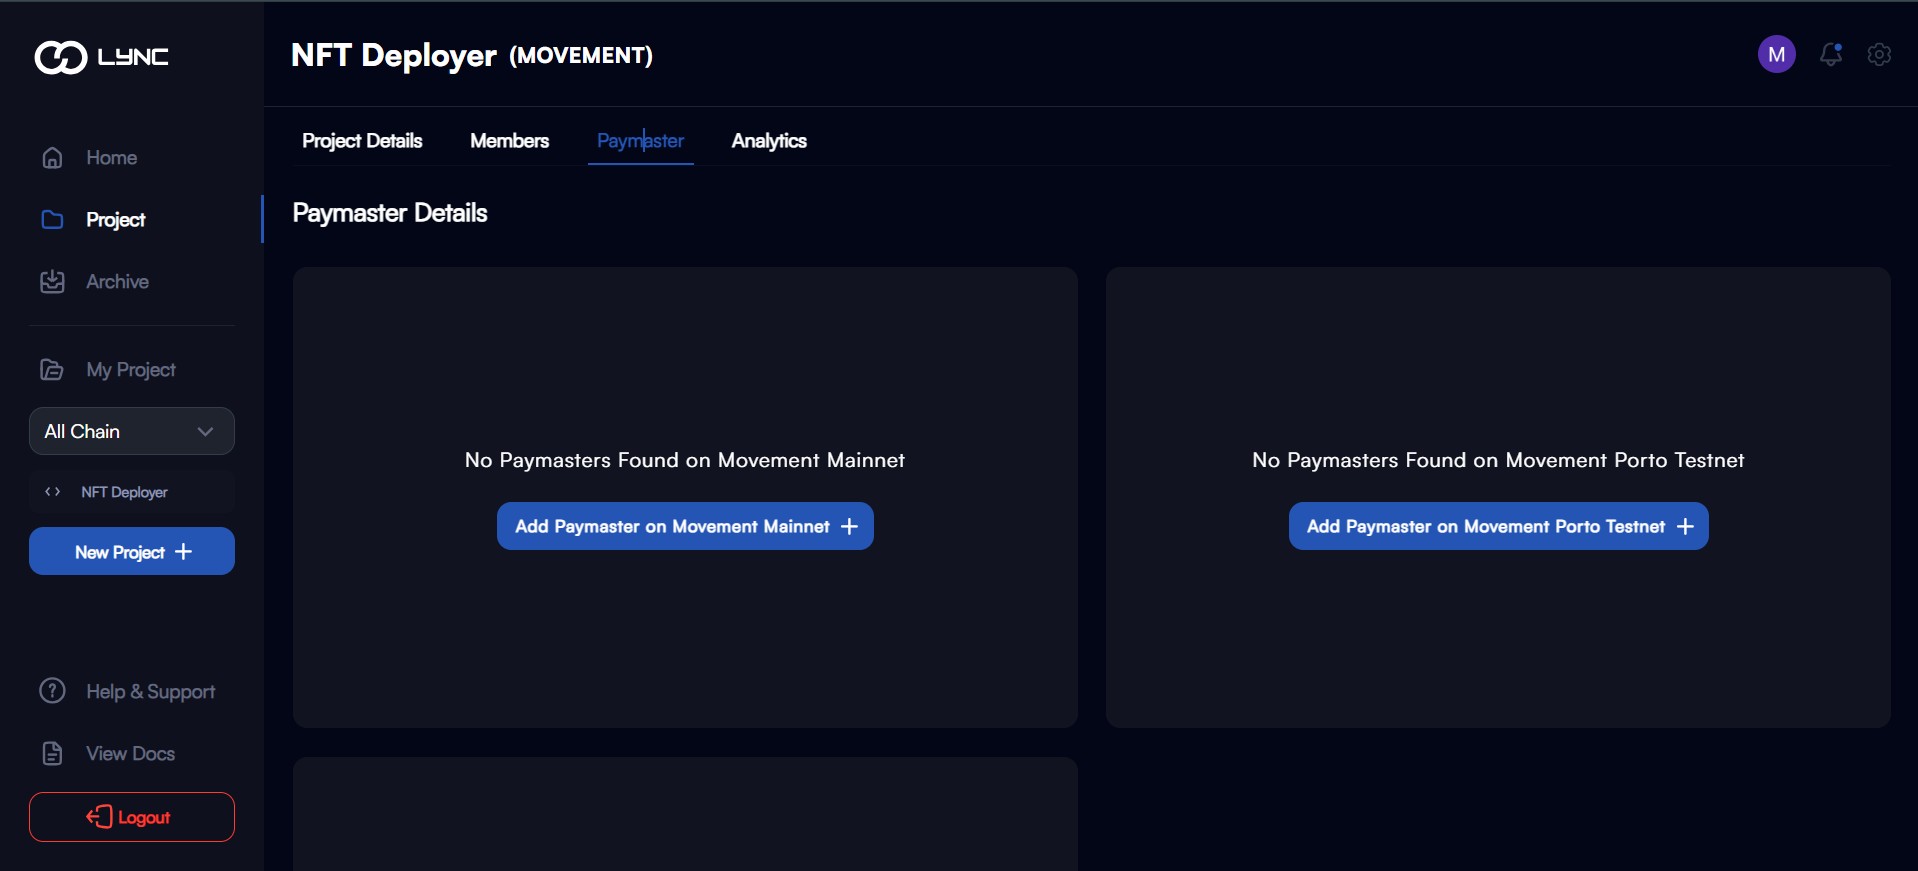 LYNC
NFT Deployer (MOVEMENT)
M
Home
Project
Archive
My Project
All Chain
NFT Deployer
New Project +
Help & Support
View Docs
Logout
Project Details
Members
Paymaster
Analytics
Paymaster Details
No Paymasters Found on Movement Mainnet
Add Paymaster on Movement Mainnet +
No Paymasters Found on Movement Porto Testnet
Add Paymaster on Movement Porto Testnet +